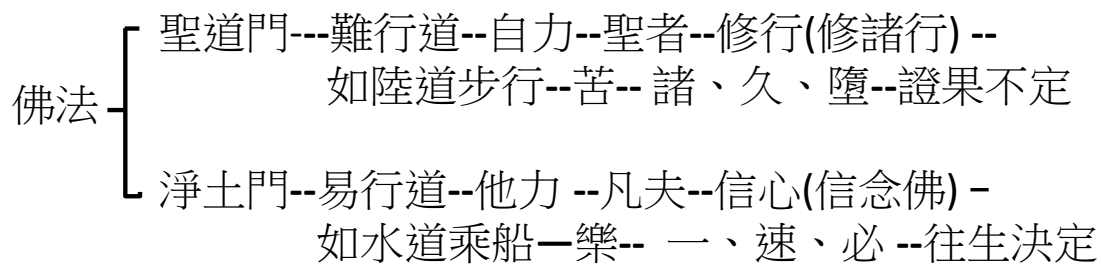 聖道門---難行道--自力--聖者--修行(修諸行) --
如陸道步行--苦-- 諸、久、墮--證果不定
佛法
淨土門--易行道--他力 --凡夫--信心(信念佛) –
如水道乘船—樂-- 一、速、必 --往生決定